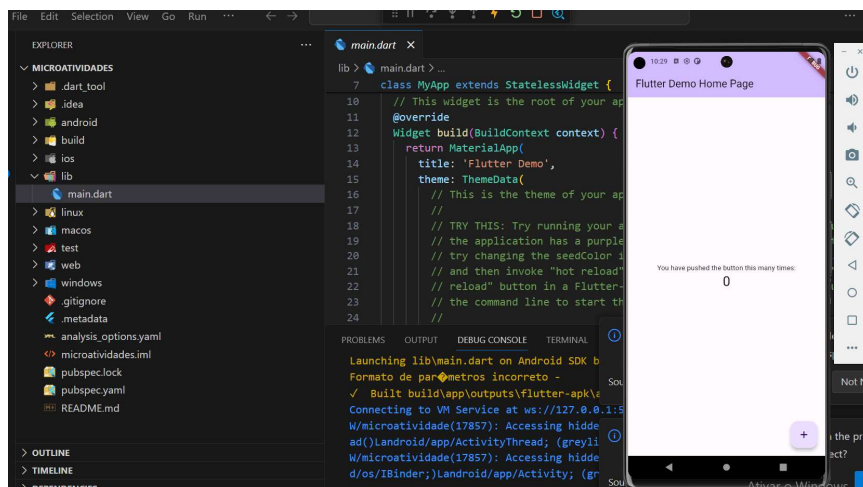 File Edit Selection View Go Run ...
EXPLORER
MICROATIVIDADES
.dart_tool
.idea
android
build
ios
lib
main.dart
linux
macos
test
web
windows
.gitignore
.metadata
analysis_options.yaml
microatividades.iml
pubspec.lock
pubspec.yaml
README.md
OUTLINE
TIMELINE
DEPENDENCIES
main.dart
lib > main.dart > ...
7 class MyApp extends StatelessWidget {
10 // This widget is the root of your ap
11 @override
12 Widget build(BuildContext context) {
13 return MaterialApp(
14 title: 'Flutter Demo',
15 theme: ThemeData(
16 // This is the theme of your ap
17 //
18 // TRY THIS: Try running your a
19 // the application has a purple
20 // try changing the seedColor i
21 // and then invoke "hot reload"
22 // reload" button in a Flutter-
23 // the command line to start th
24 //
PROBLEMS OUTPUT DEBUG CONSOLE TERMINAL
Launching lib\main.dart on Android SDK b
Formato de par�metros incorreto -
√ Built build\app\outputs\flutter-apk\a
Connecting to VM Service at ws://127.0.0.1:5
W/microatividade(17857): Accessing hidde
ad()Landroid/app/ActivityThread; (greyli
W/microatividade(17857): Accessing hidde
d/os/IBinder;)Landroid/app/Activity; (gr
Sou
Sou
10:29
Flutter Demo Home Page
You have pushed the button this many times:
0
+
Not N
the pr
ect?
Ativar o Windows